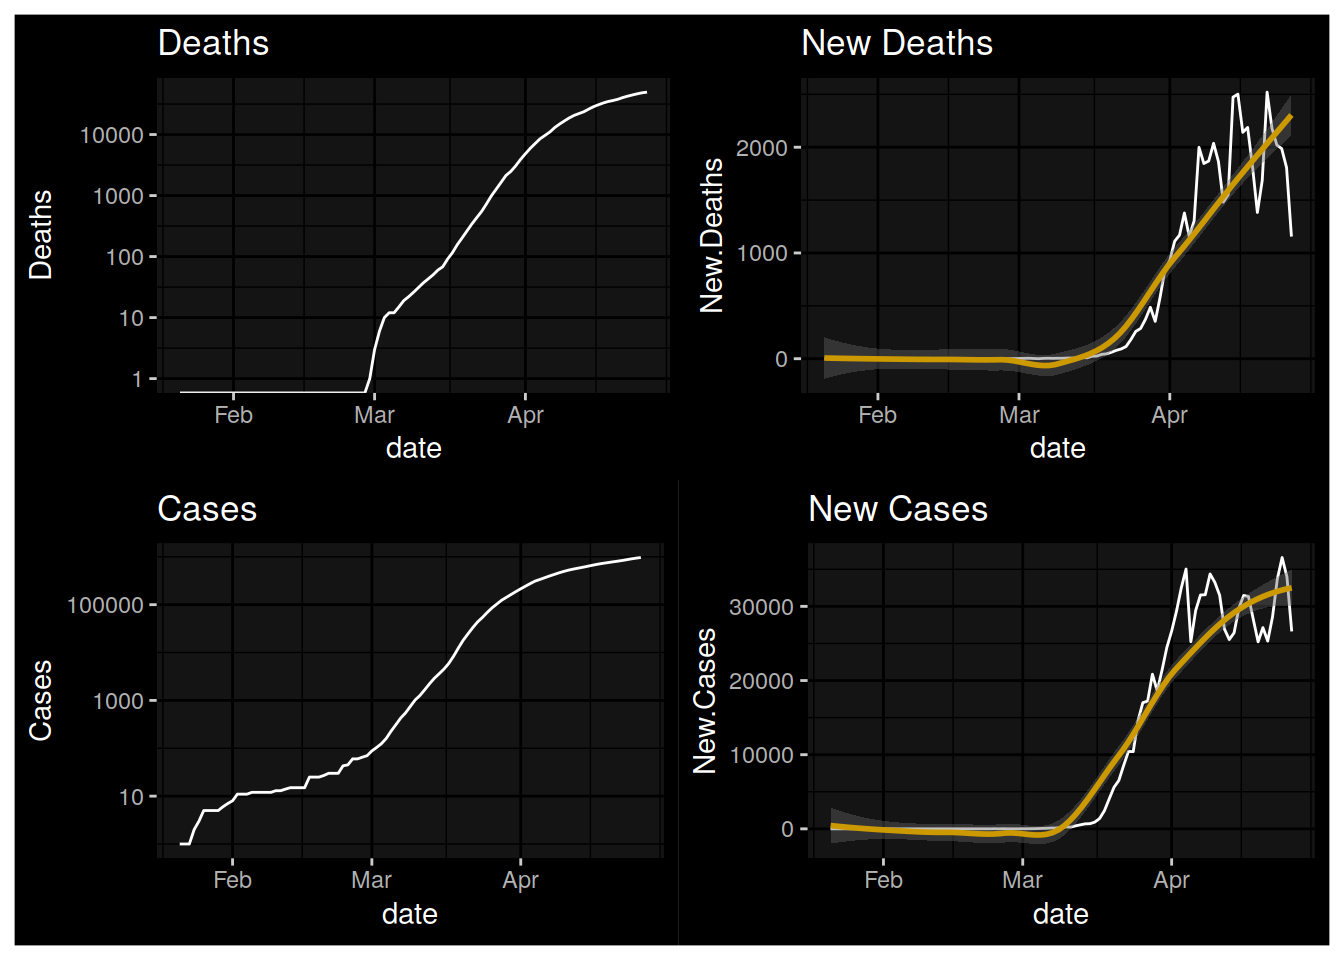 Deaths
Deaths
10000
1000
100
10
1
Feb Mar Apr
date
New Deaths
New.Deaths
2000
1000
0
Feb Mar Apr
date
Cases
Cases
100000
1000
10
Feb Mar Apr
date
New Cases
New.Cases
30000
20000
10000
0
Feb Mar Apr
date